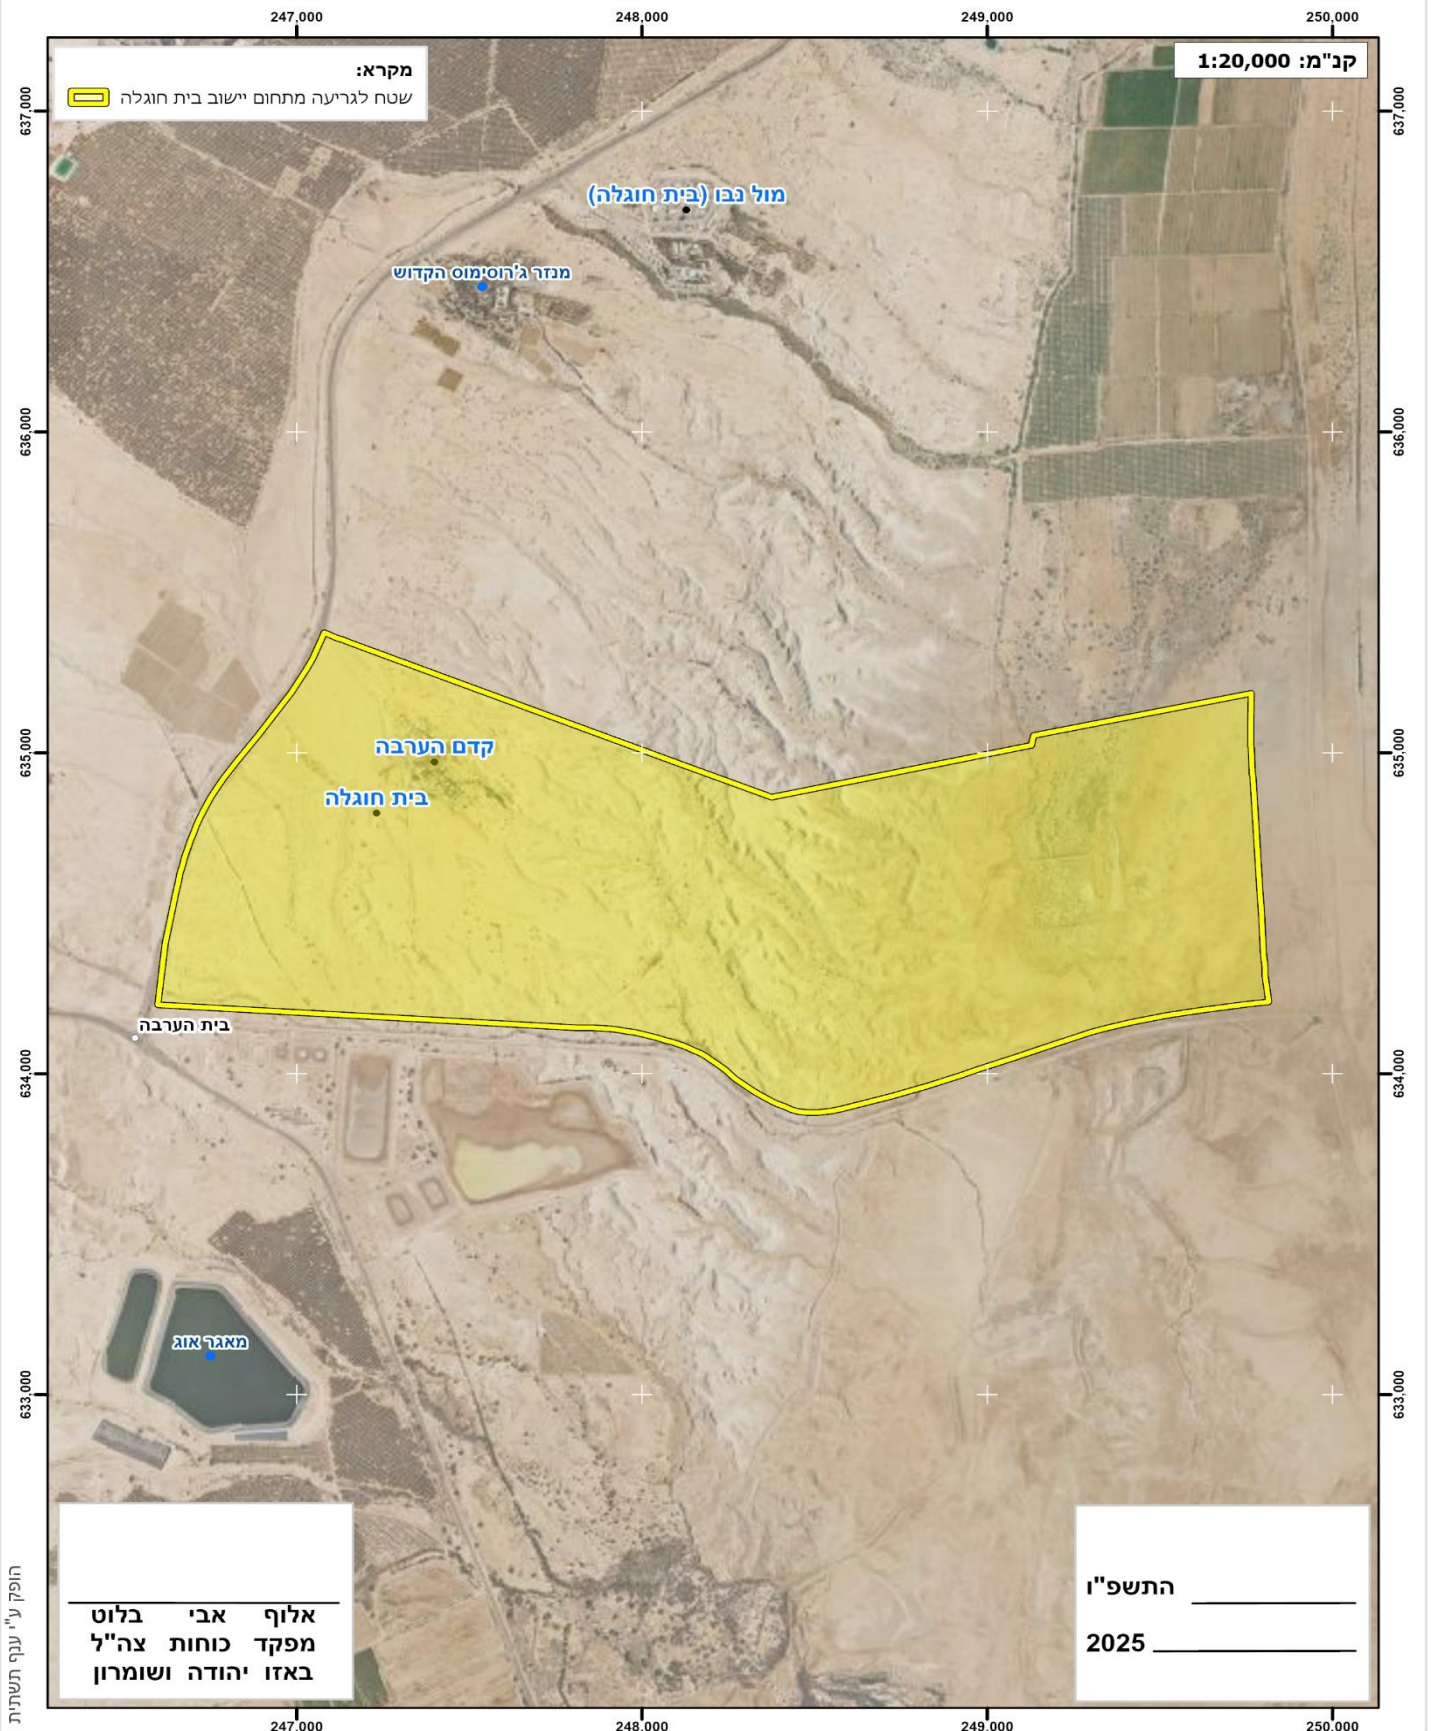 247,000
248,000
249,000
250,000
קנ"מ: 1:20,000
מקרא:
שטח לגריעה מתחום יישוב בית חוגלה
637,000
637,000
מול נבו (בית חוגלה)
מנזר ג'רוסימוס הקדוש
636,000
636,000
קדם הערבה
635,000
635,000
בית חוגלה
בית הערבה
634,000
634,000
מאגר אוג
633,000
633,000
התשפ"ו
2025
אלוף אבי בלוט
מפקד כוחות צה"ל
באזו יהודה ושומרון
הופק ע"י ענף תשתית
247,000
248,000
249,000
250,000